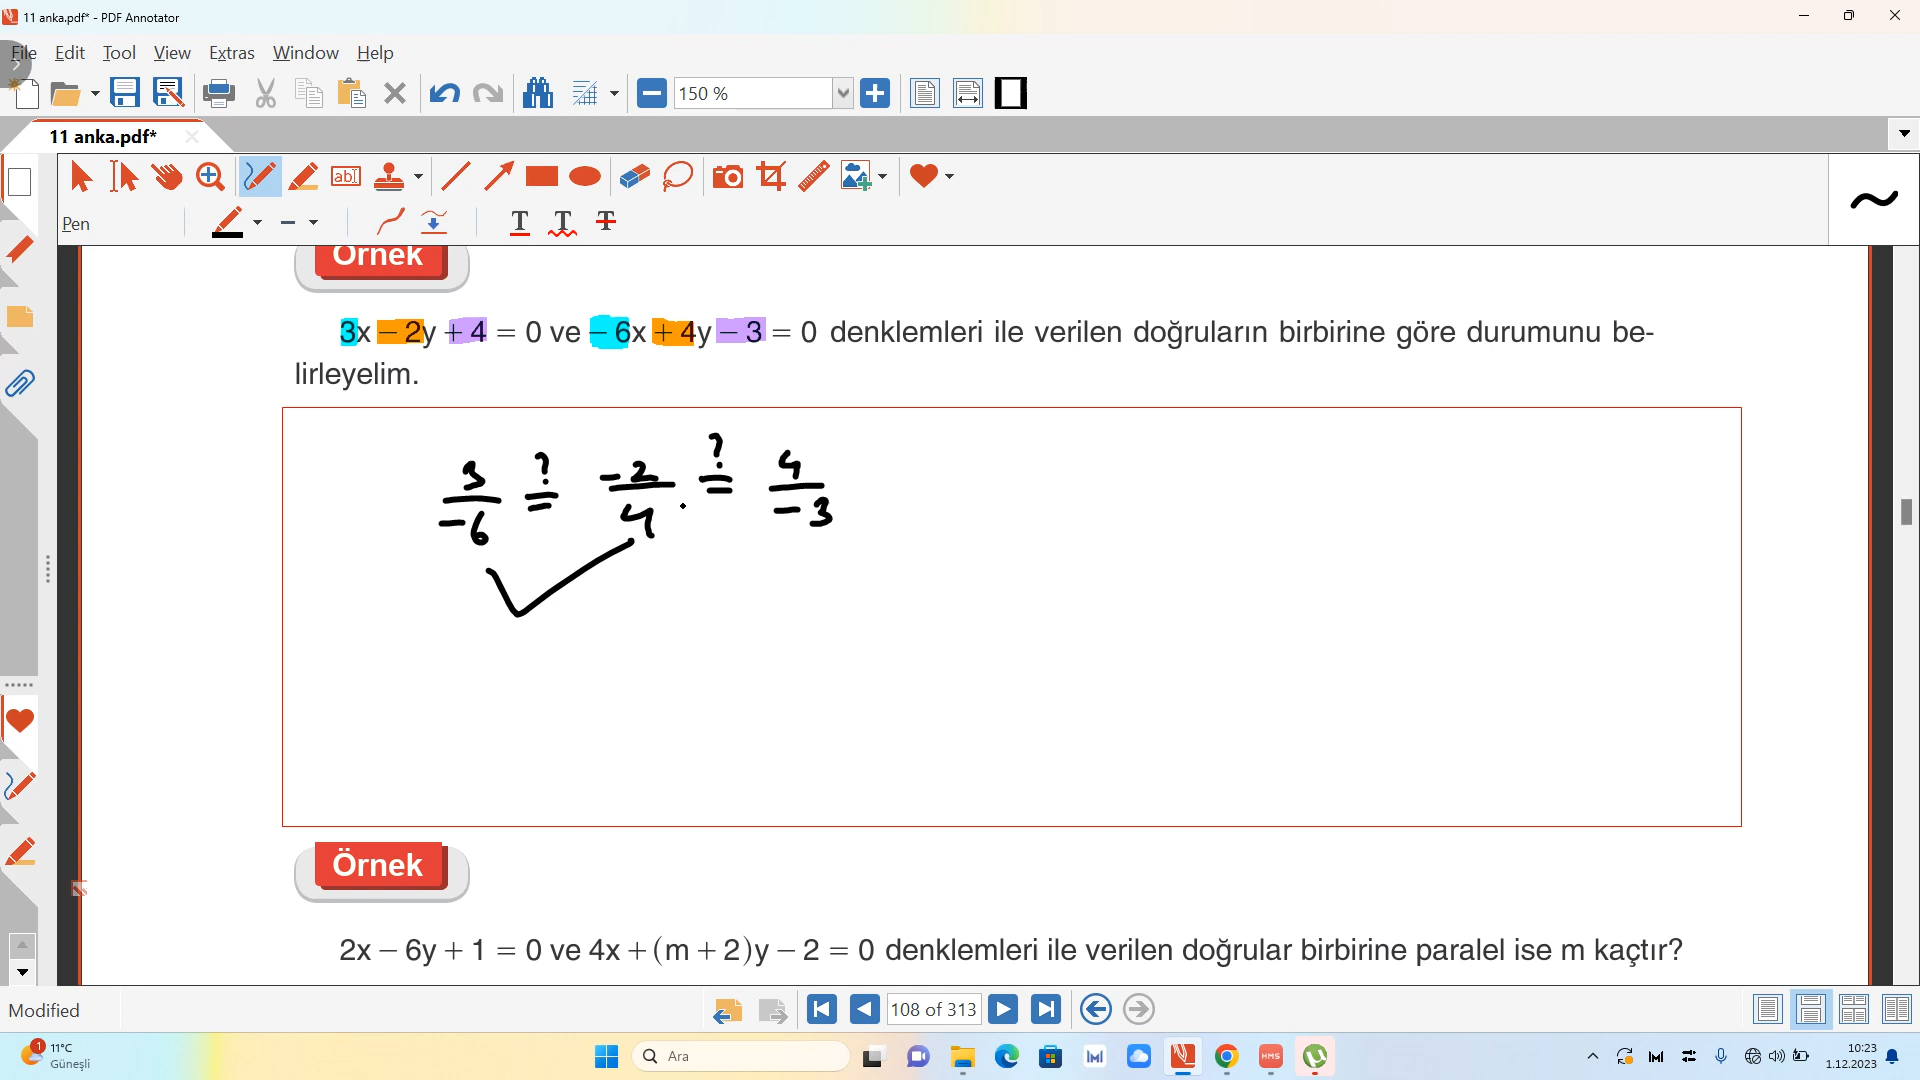 11 anka.pdf* - PDF Annotator
File Edit Tool View Extras Window Help
150 %
11 anka.pdf*
Pen
Örnek
3x − 2y + 4 = 0 ve − 6x + 4y − 3 = 0 denklemleri ile verilen doğruların birbirine göre durumunu be-
lirleyelim.
3/-6 ?= -2/4 ?= 4/-3
Örnek
2x − 6y + 1 = 0 ve 4x + (m + 2)y − 2 = 0 denklemleri ile verilen doğrular birbirine paralel ise m kaçtır?
Modified
108 of 313
1
11°C
Güneşli
Ara
HMS
10:23
1.12.2023